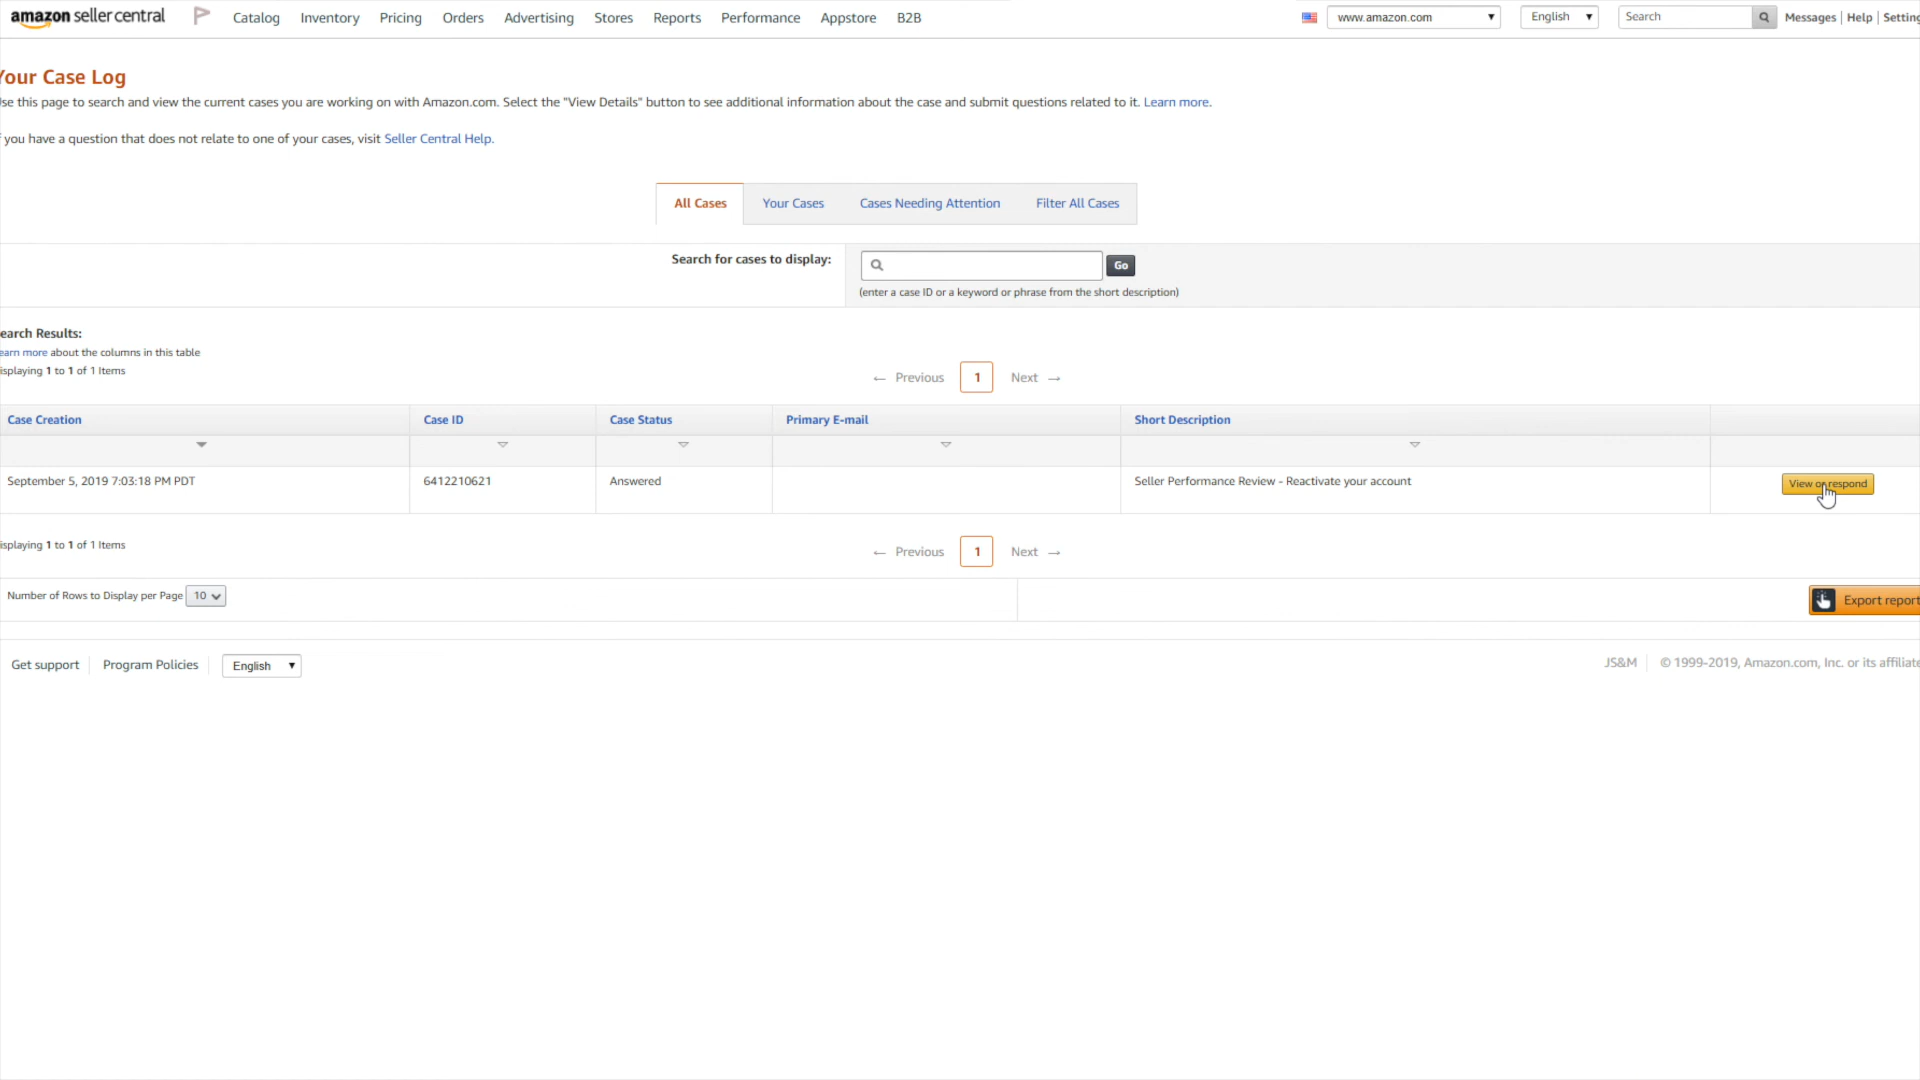 amazon seller central Catalog Inventory Pricing Orders Advertising Stores Reports Performance Appstore B2B www.amazon.com English Search Messages | Help | Setting
Your Case Log
se this page to search and view the current cases you are working on with Amazon.com. Select the "View Details" button to see additional information about the case and submit questions related to it. Learn more.
f you have a question that does not relate to one of your cases, visit Seller Central Help.
All Cases Your Cases Cases Needing Attention Filter All Cases
Search for cases to display: Go
(enter a case ID or a keyword or phrase from the short description)
earch Results:
earn more about the columns in this table
isplaying 1 to 1 of 1 Items
← Previous 1 Next →
Case Creation Case ID Case Status Primary E-mail Short Description
September 5, 2019 7:03:18 PM PDT 6412210621 Answered Seller Performance Review - Reactivate your account View or respond
isplaying 1 to 1 of 1 Items
← Previous 1 Next →
Number of Rows to Display per Page 10 Export report
Get support Program Policies English JS&M © 1999-2019, Amazon.com, Inc. or its affiliate